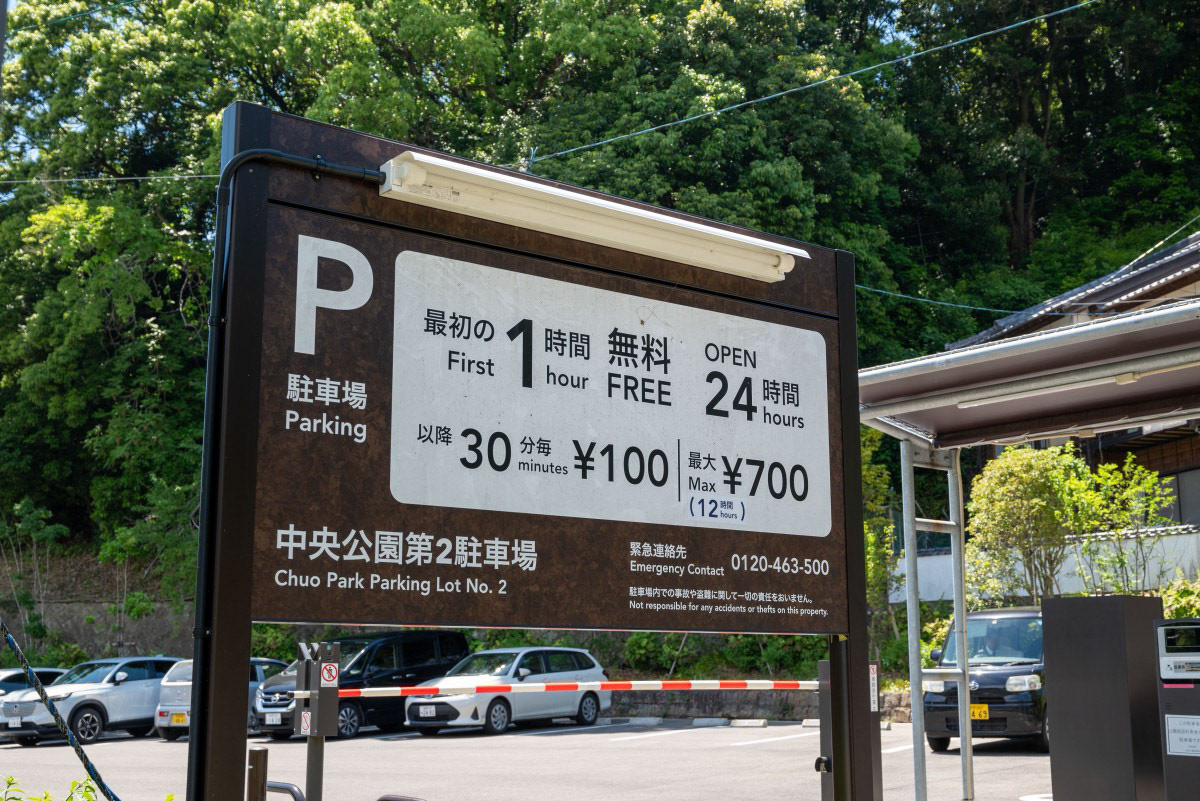 P
駐車場
Parking
最初の 1 時間 無料
First hour FREE
OPEN
24 時間
hours
以降 30 分毎 ¥100
minutes
最大 ¥700
Max
(12 時間)
hours
中央公園第2駐車場
Chuo Park Parking Lot No. 2
緊急連絡先
Emergency Contact 0120-463-500
駐車場内での事故や盗難に関して一切の責任をおいません。
Not responsible for any accidents or thefts on this property.